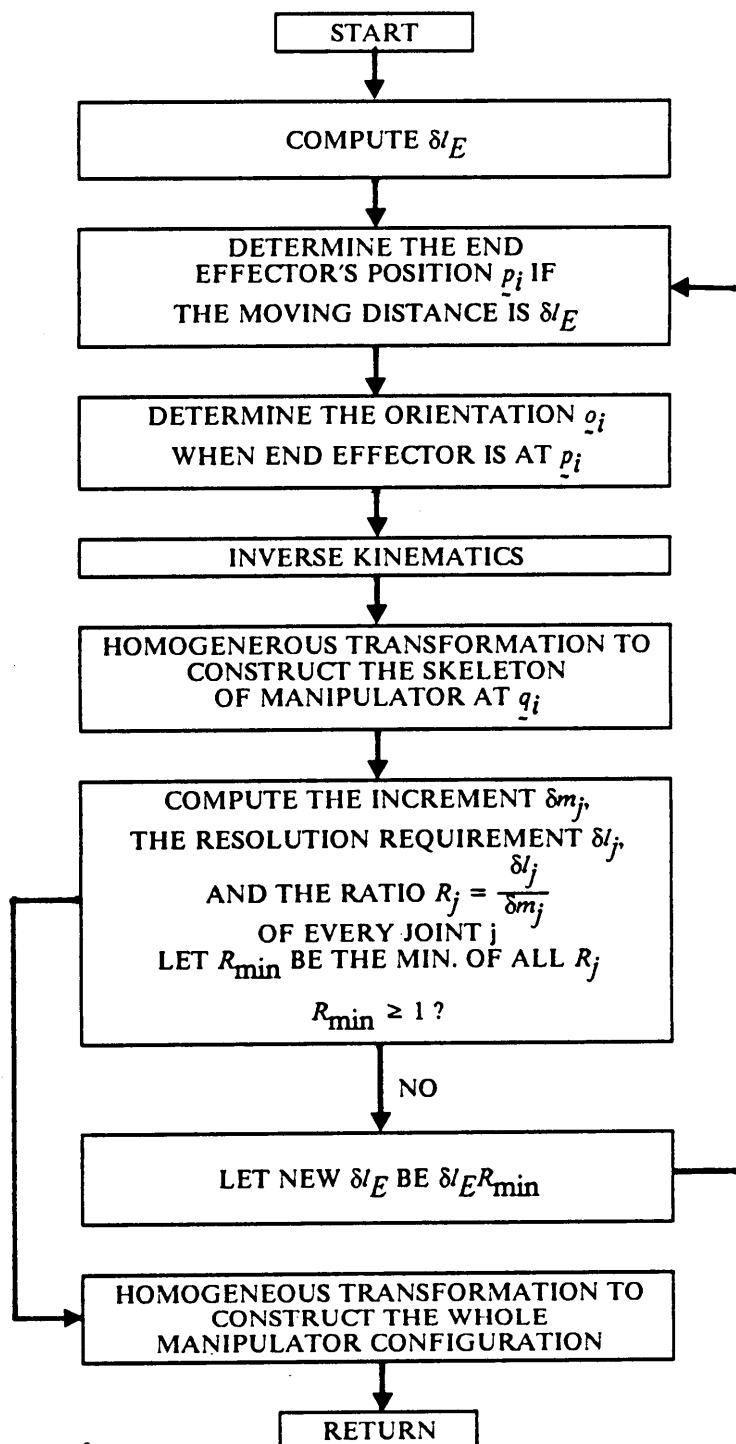 START
COMPUTE δl_E
DETERMINE THE END
EFFECTOR'S POSITION p_i IF
THE MOVING DISTANCE IS δl_E
DETERMINE THE ORIENTATION o_i
WHEN END EFFECTOR IS AT p_i
INVERSE KINEMATICS
HOMOGENEROUS TRANSFORMATION TO
CONSTRUCT THE SKELETON
OF MANIPULATOR AT q_i
COMPUTE THE INCREMENT δm_j,
THE RESOLUTION REQUIREMENT δl_j,
AND THE RATIO R_j = δl_j / δm_j
OF EVERY JOINT j
LET R_min BE THE MIN. OF ALL R_j
R_min ≥ 1 ?
NO
LET NEW δl_E BE δl_E R_min
HOMOGENEOUS TRANSFORMATION TO
CONSTRUCT THE WHOLE
MANIPULATOR CONFIGURATION
RETURN